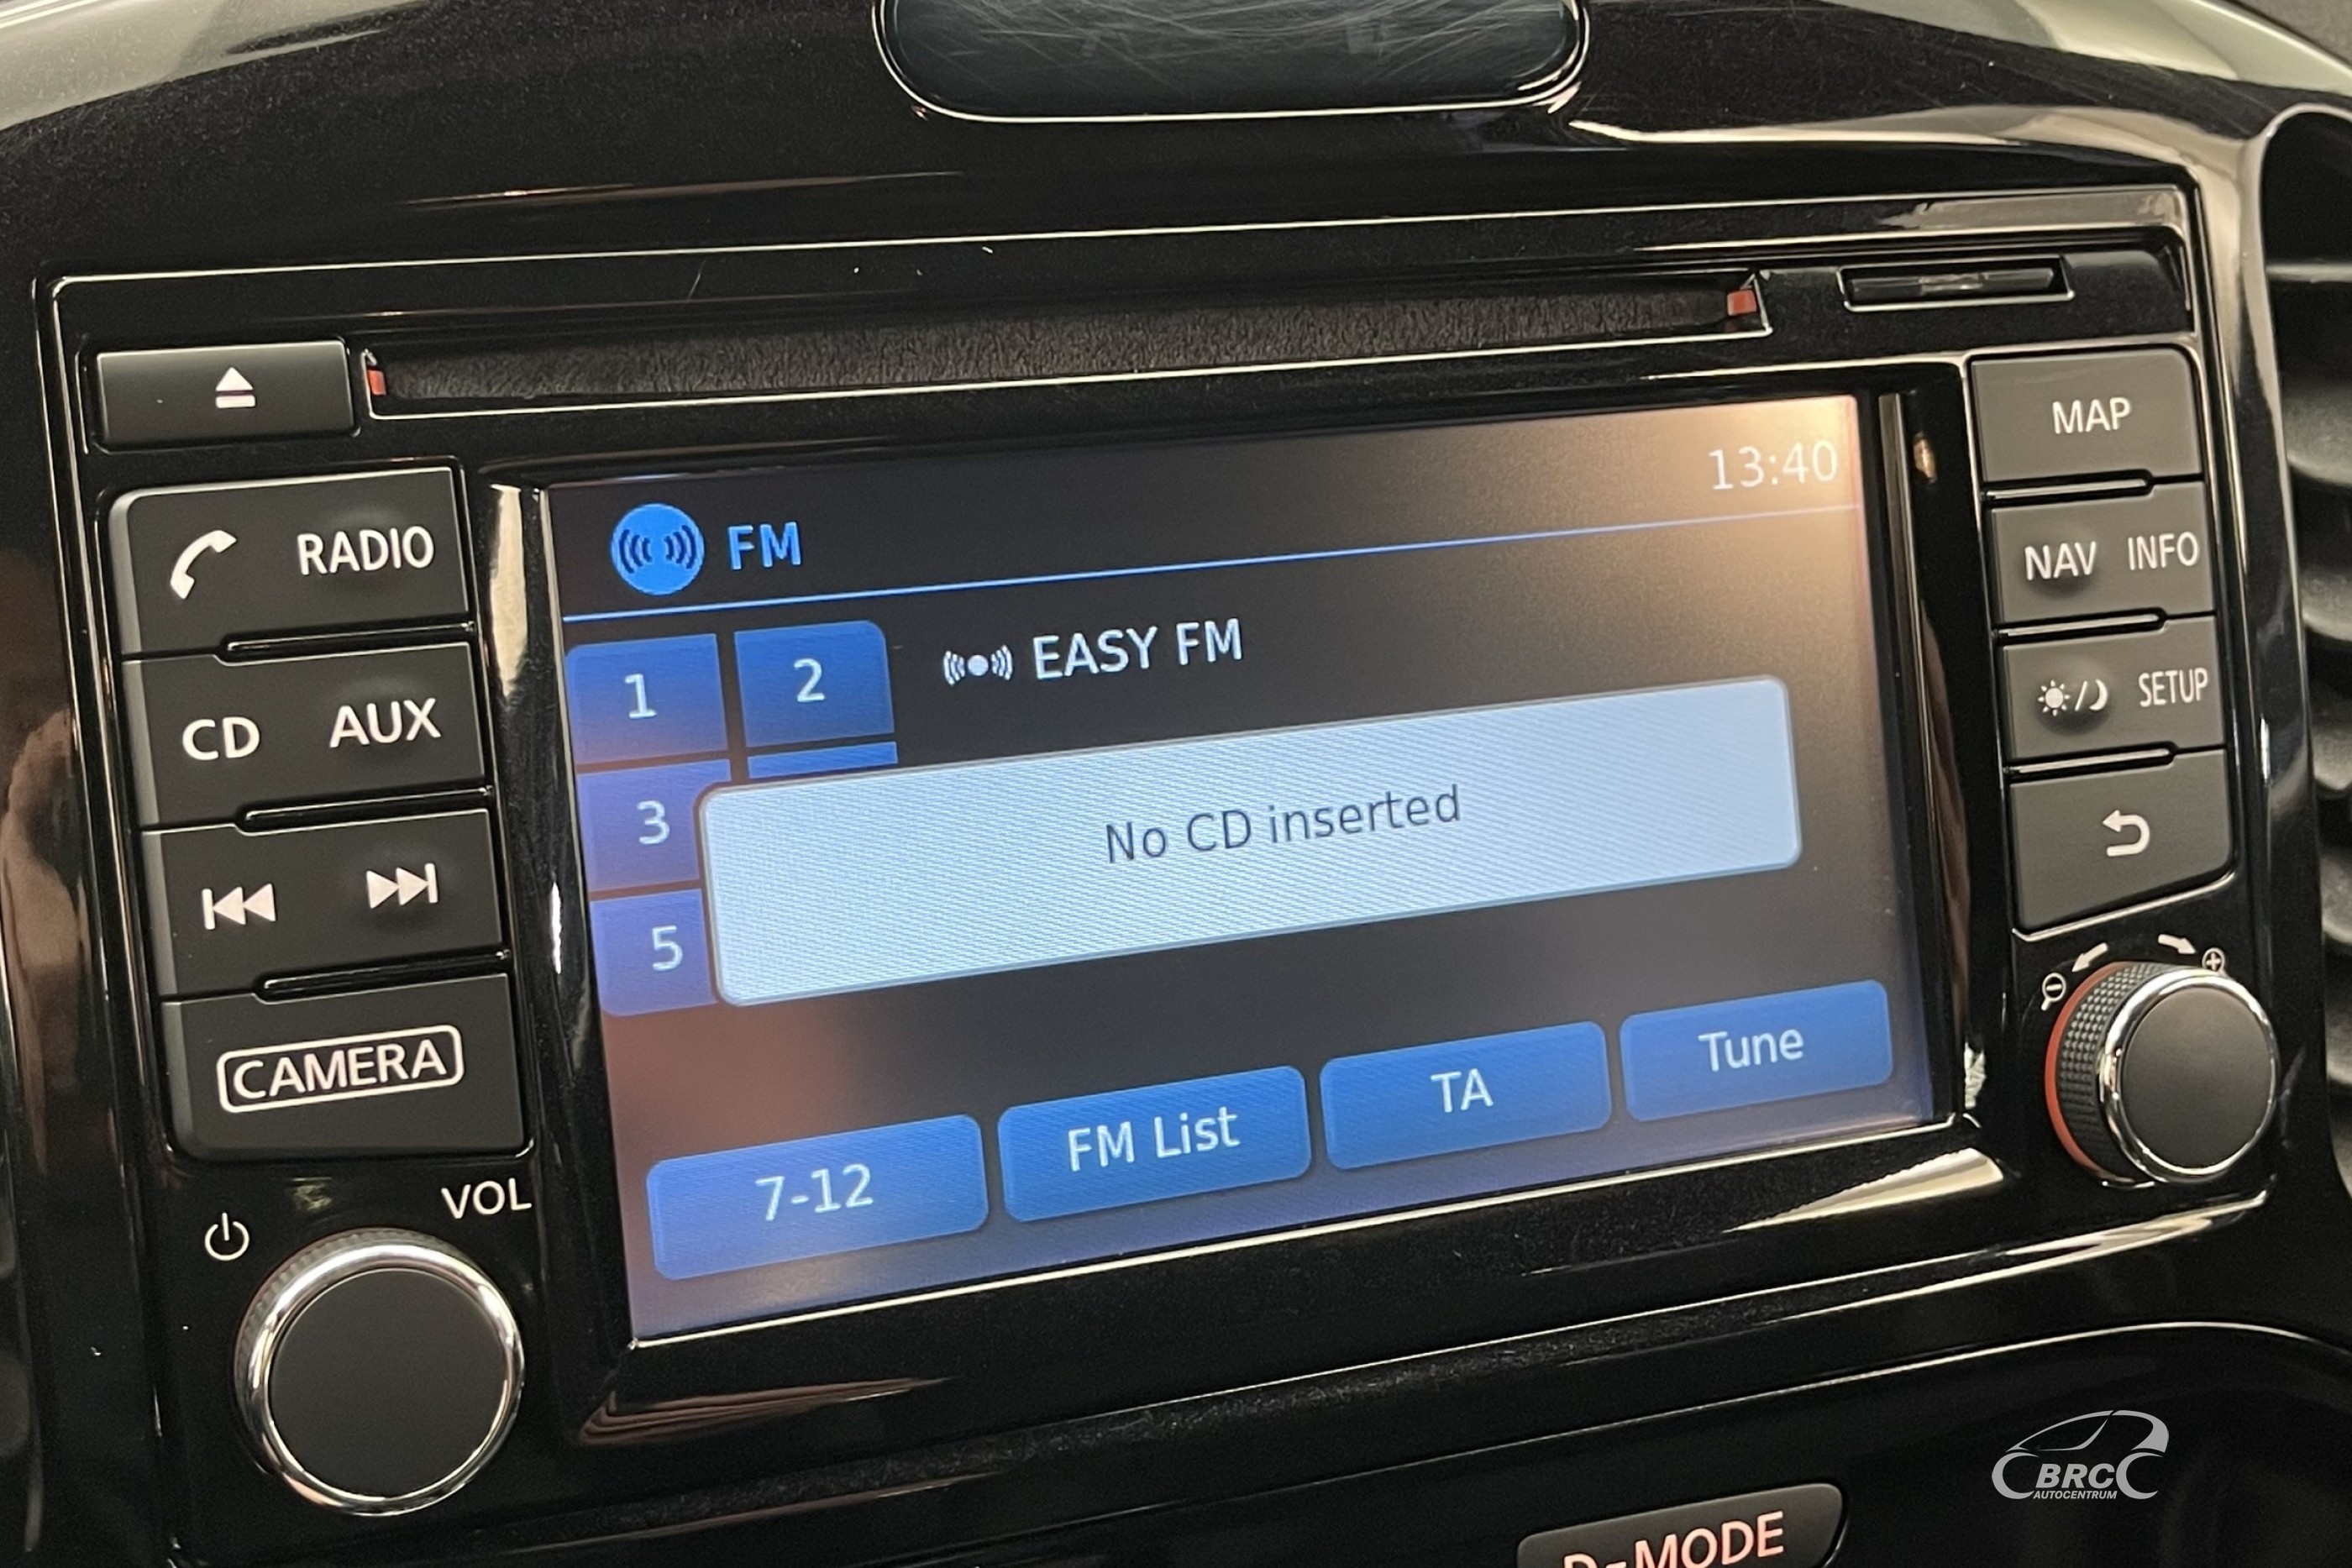 MAP
13:40
RADIO
FM
NAV INFO
EASY FM
1 2
SETUP
CD AUX
3
No CD inserted
5
CAMERA
7-12 FM List TA Tune
VOL
BRC
AUTOCENTRUM
D-MODE